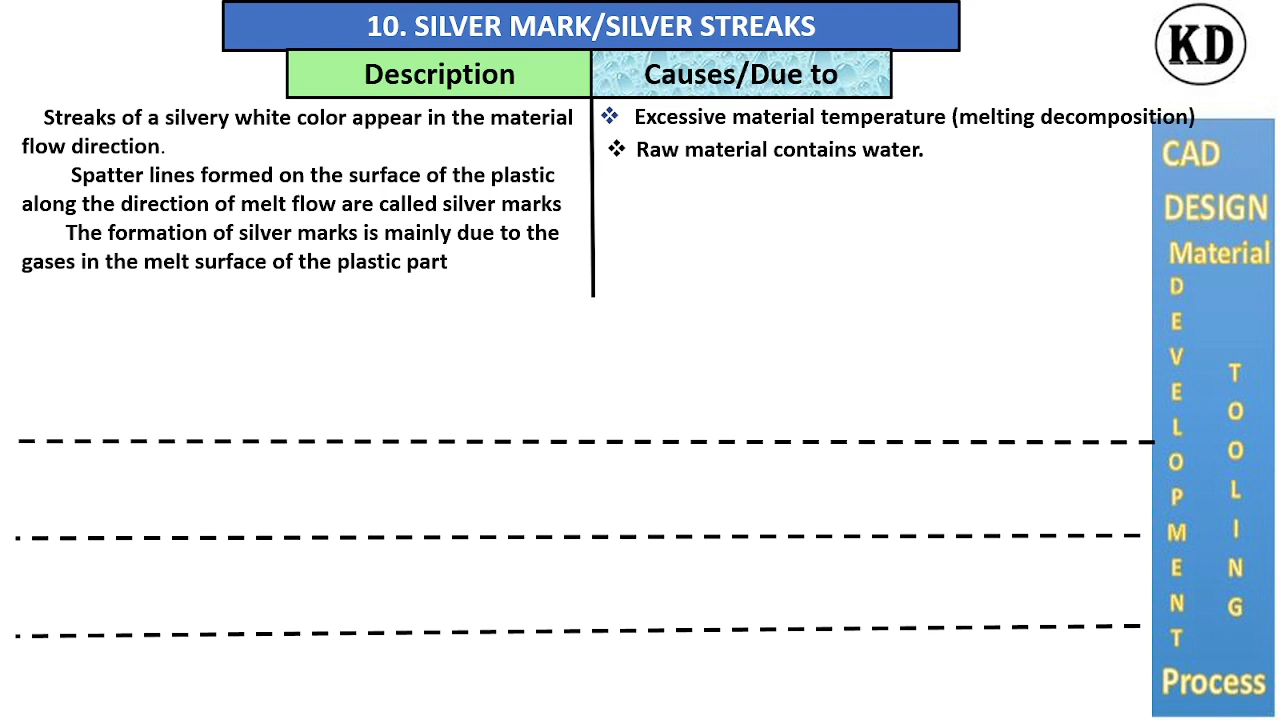 10. SILVER MARK/SILVER STREAKS
KD
Description
Causes/Due to
Streaks of a silvery white color appear in the material
flow direction.
Spatter lines formed on the surface of the plastic
along the direction of melt flow are called silver marks
The formation of silver marks is mainly due to the
gases in the melt surface of the plastic part
❖ Excessive material temperature (melting decomposition)
❖ Raw material contains water.
CAD
DESIGN
Material
DEVELOPMENT
TOOLING
Process